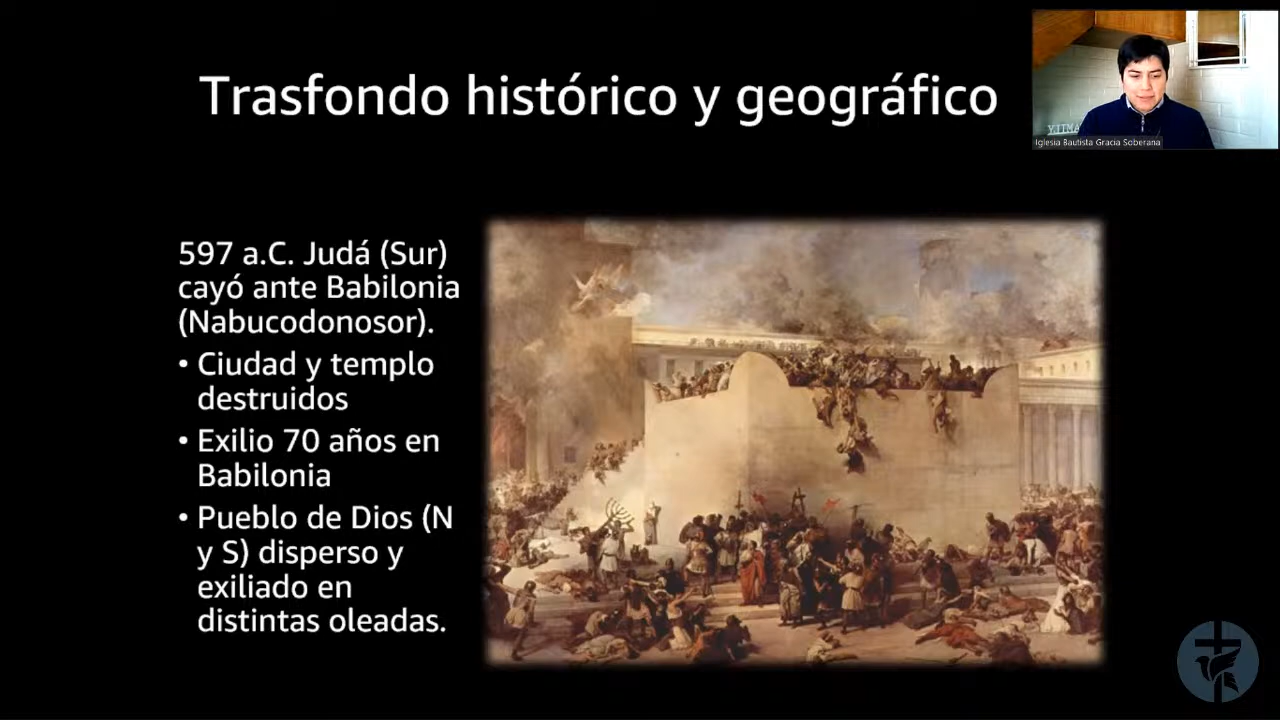 Trasfondo histórico y geográfico
Iglesia Bautista Gracia Soberana
597 a.C. Judá (Sur)
cayó ante Babilonia
(Nabucodonosor).
• Ciudad y templo
destruidos
• Exilio 70 años en
Babilonia
• Pueblo de Dios (N
y S) disperso y
exiliado en
distintas oleadas.